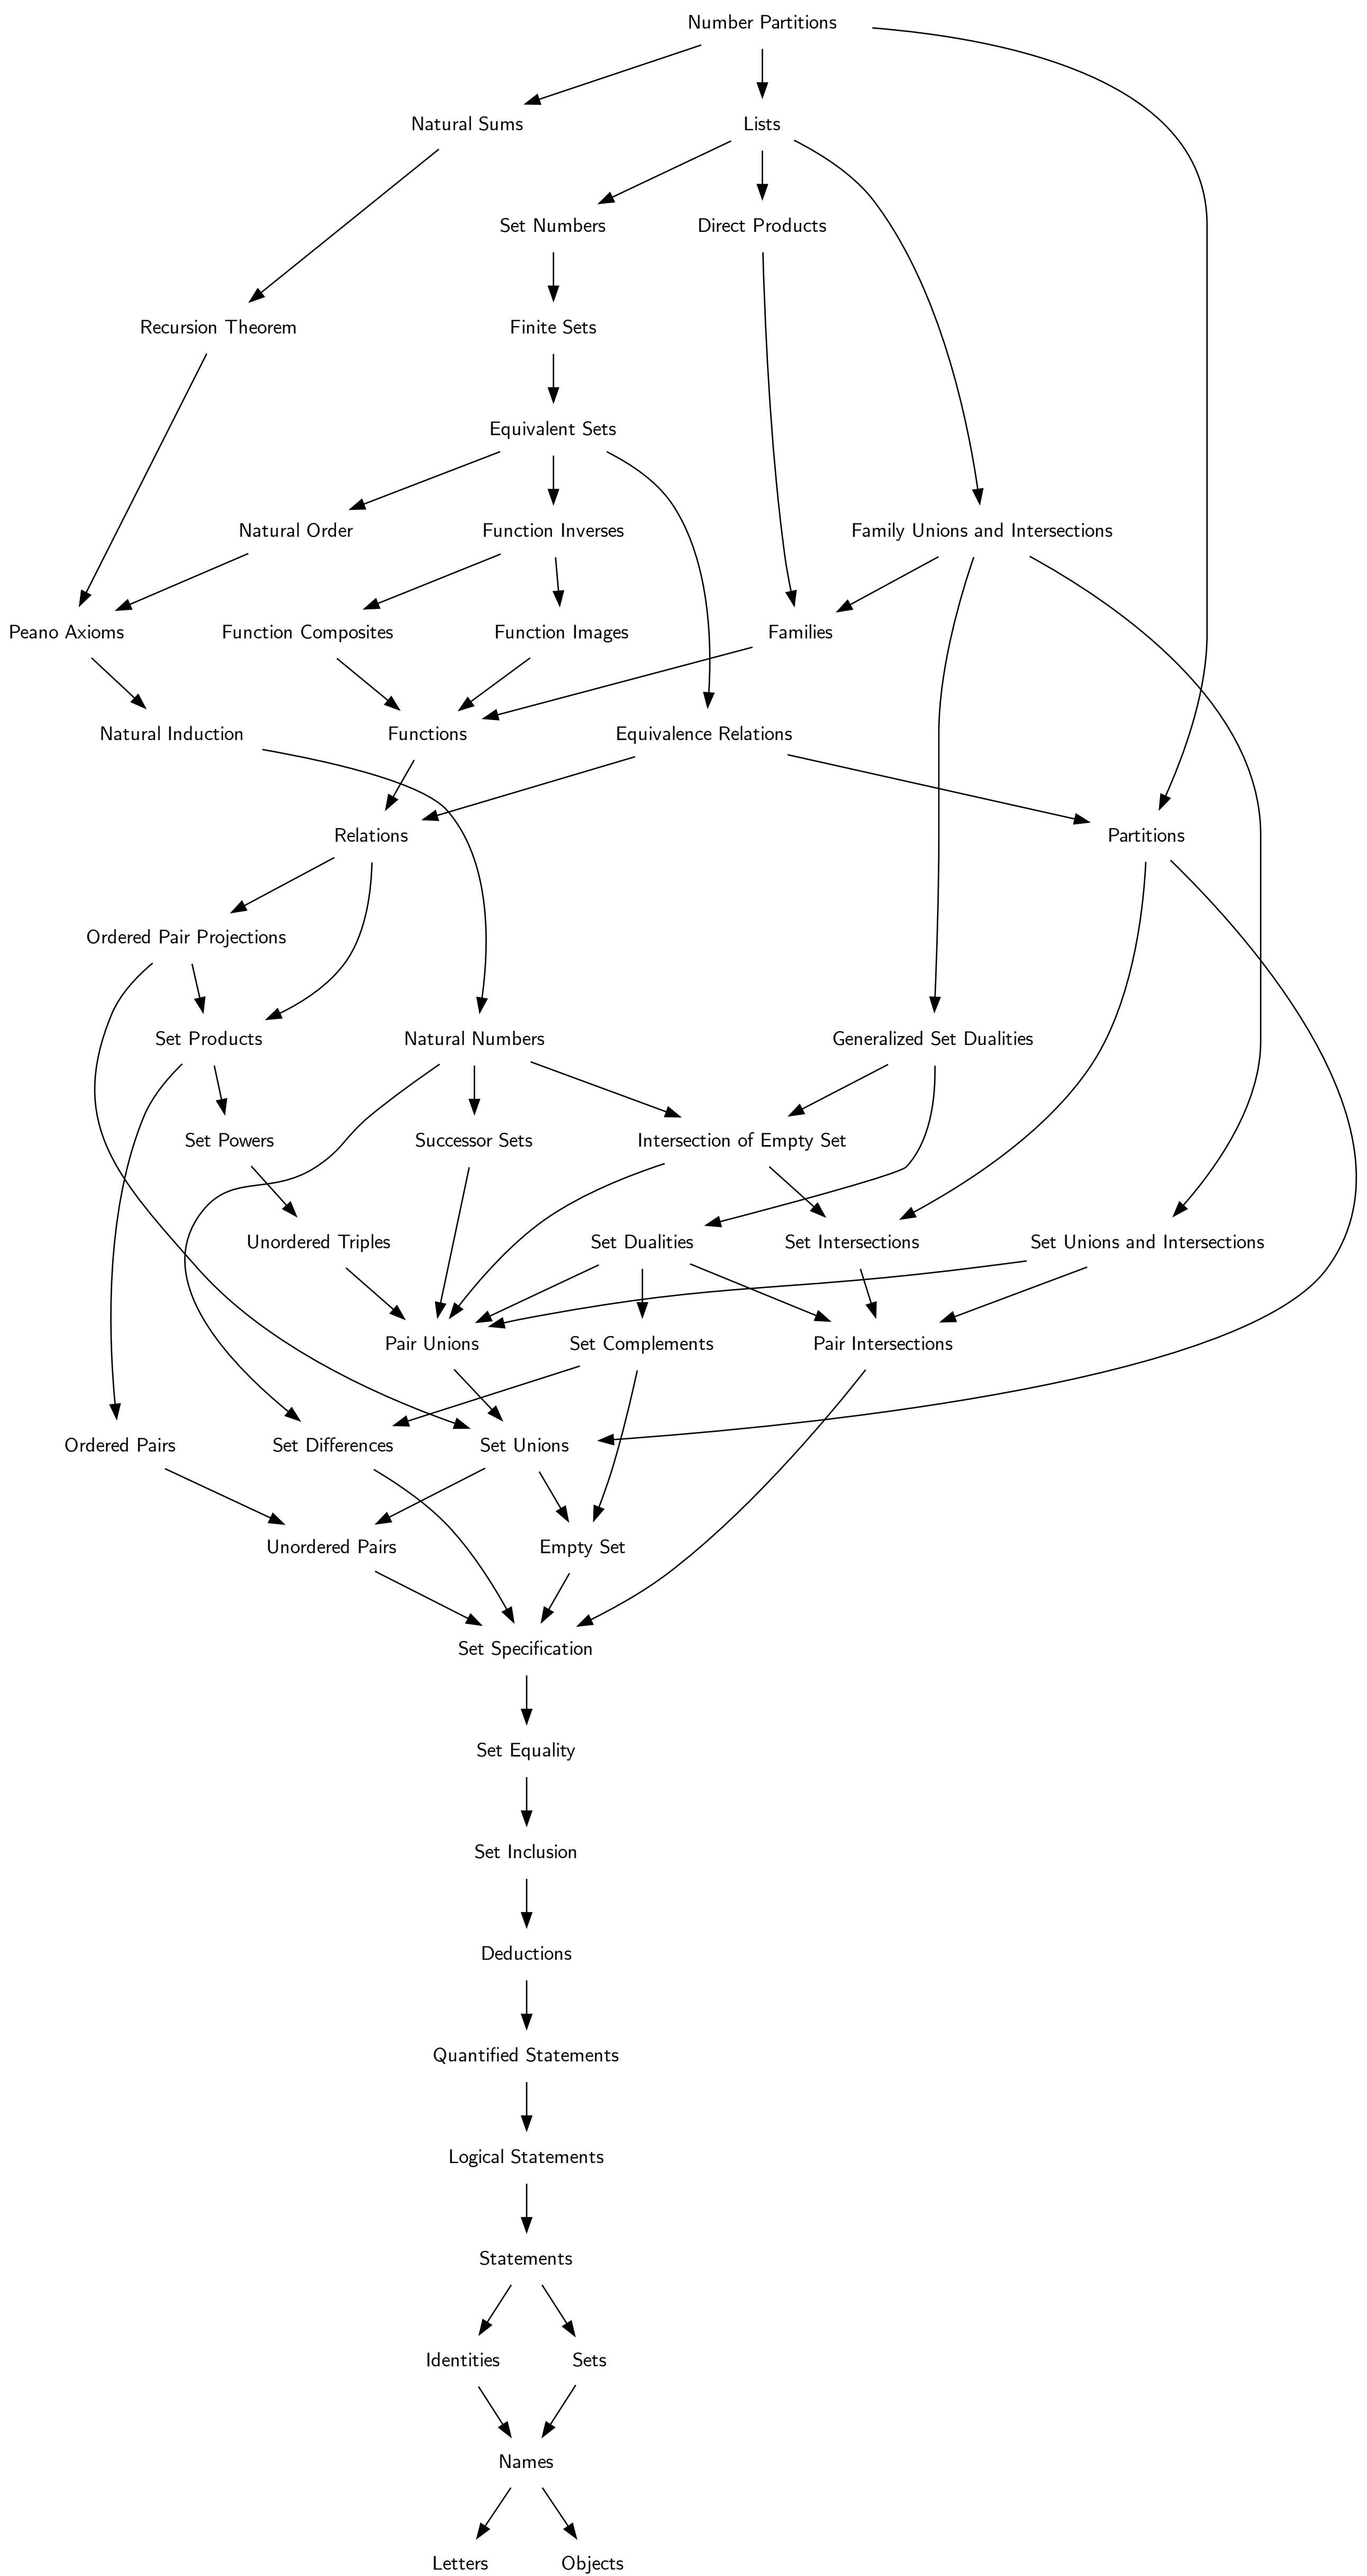 Number Partitions
Natural Sums
Lists
Set Numbers
Direct Products
Recursion Theorem
Finite Sets
Equivalent Sets
Natural Order
Function Inverses
Family Unions and Intersections
Peano Axioms
Function Composites
Function Images
Families
Natural Induction
Functions
Equivalence Relations
Relations
Partitions
Ordered Pair Projections
Set Products
Natural Numbers
Generalized Set Dualities
Set Powers
Successor Sets
Intersection of Empty Set
Unordered Triples
Set Dualities
Set Intersections
Set Unions and Intersections
Pair Unions
Set Complements
Pair Intersections
Ordered Pairs
Set Differences
Set Unions
Unordered Pairs
Empty Set
Set Specification
Set Equality
Set Inclusion
Deductions
Quantified Statements
Logical Statements
Statements
Identities
Sets
Names
Letters
Objects